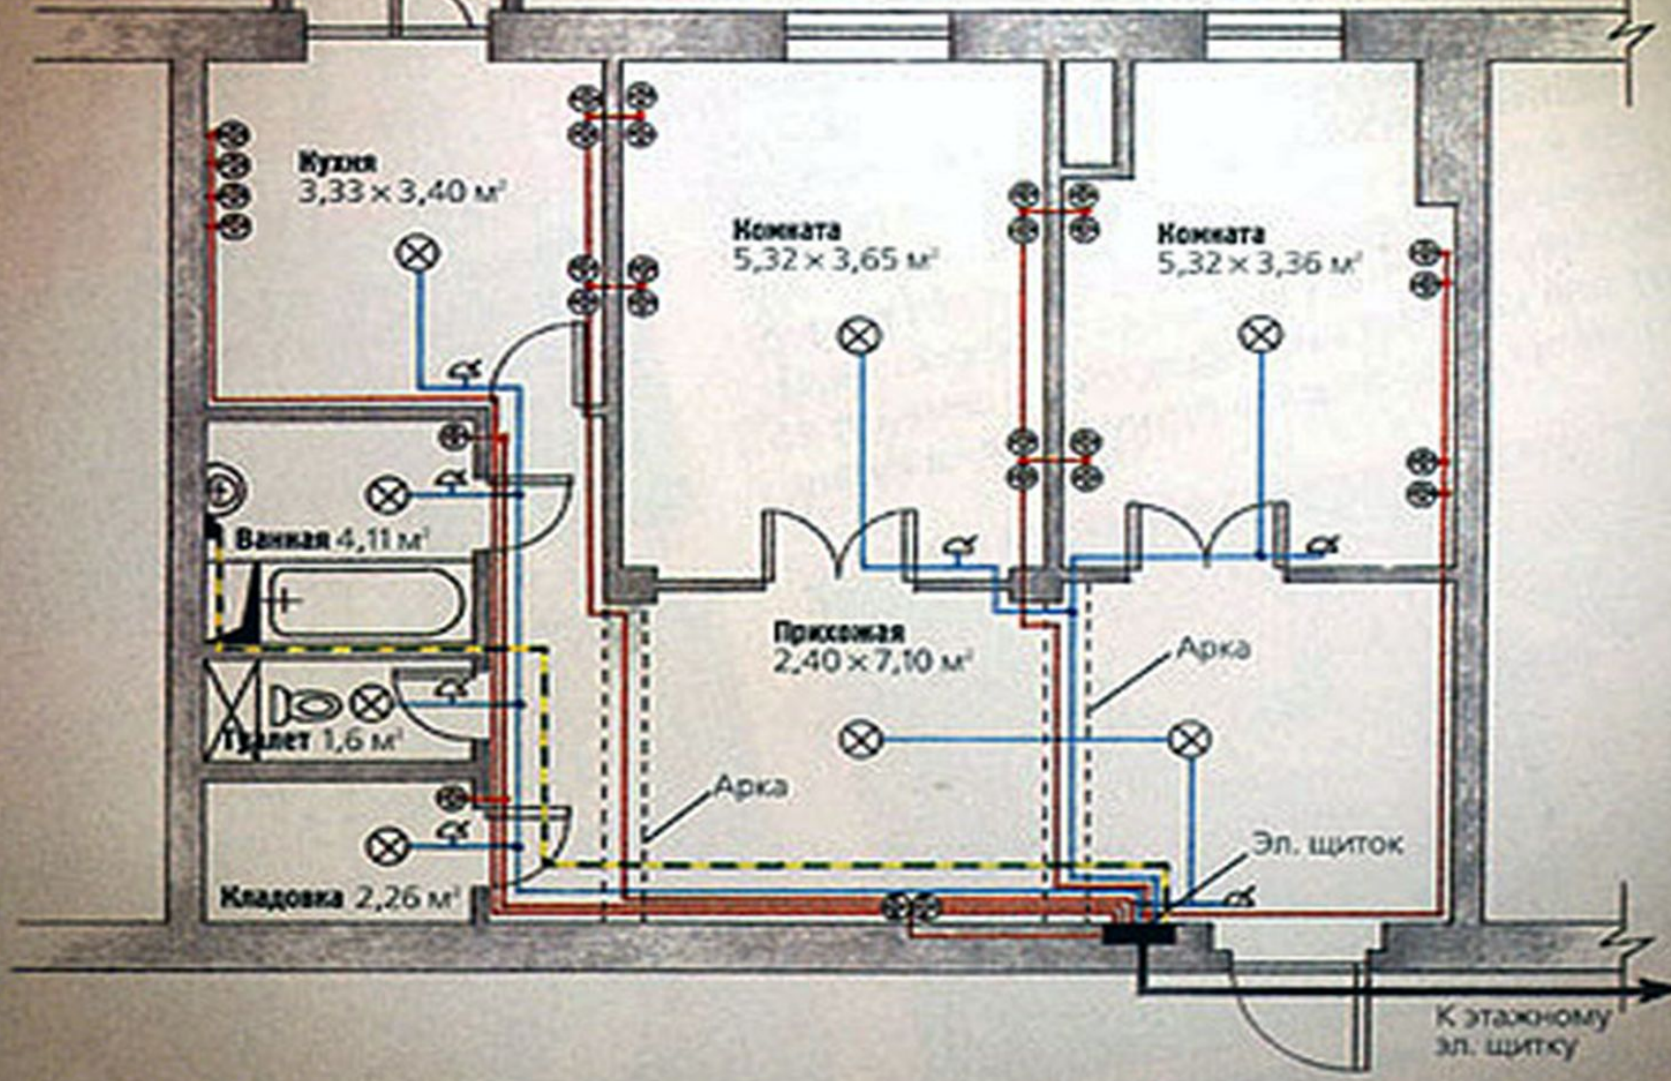 Кухня
3,33 × 3,40 м²
Комната
5,32 × 3,65 м²
Комната
5,32 × 3,36 м²
Ванная 4,11 м²
Прихожая
2,40 × 7,10 м²
Арка
Туалет 1,6 м²
Арка
Эл. щиток
Кладовка 2,26 м²
К этажному
эл. щитку